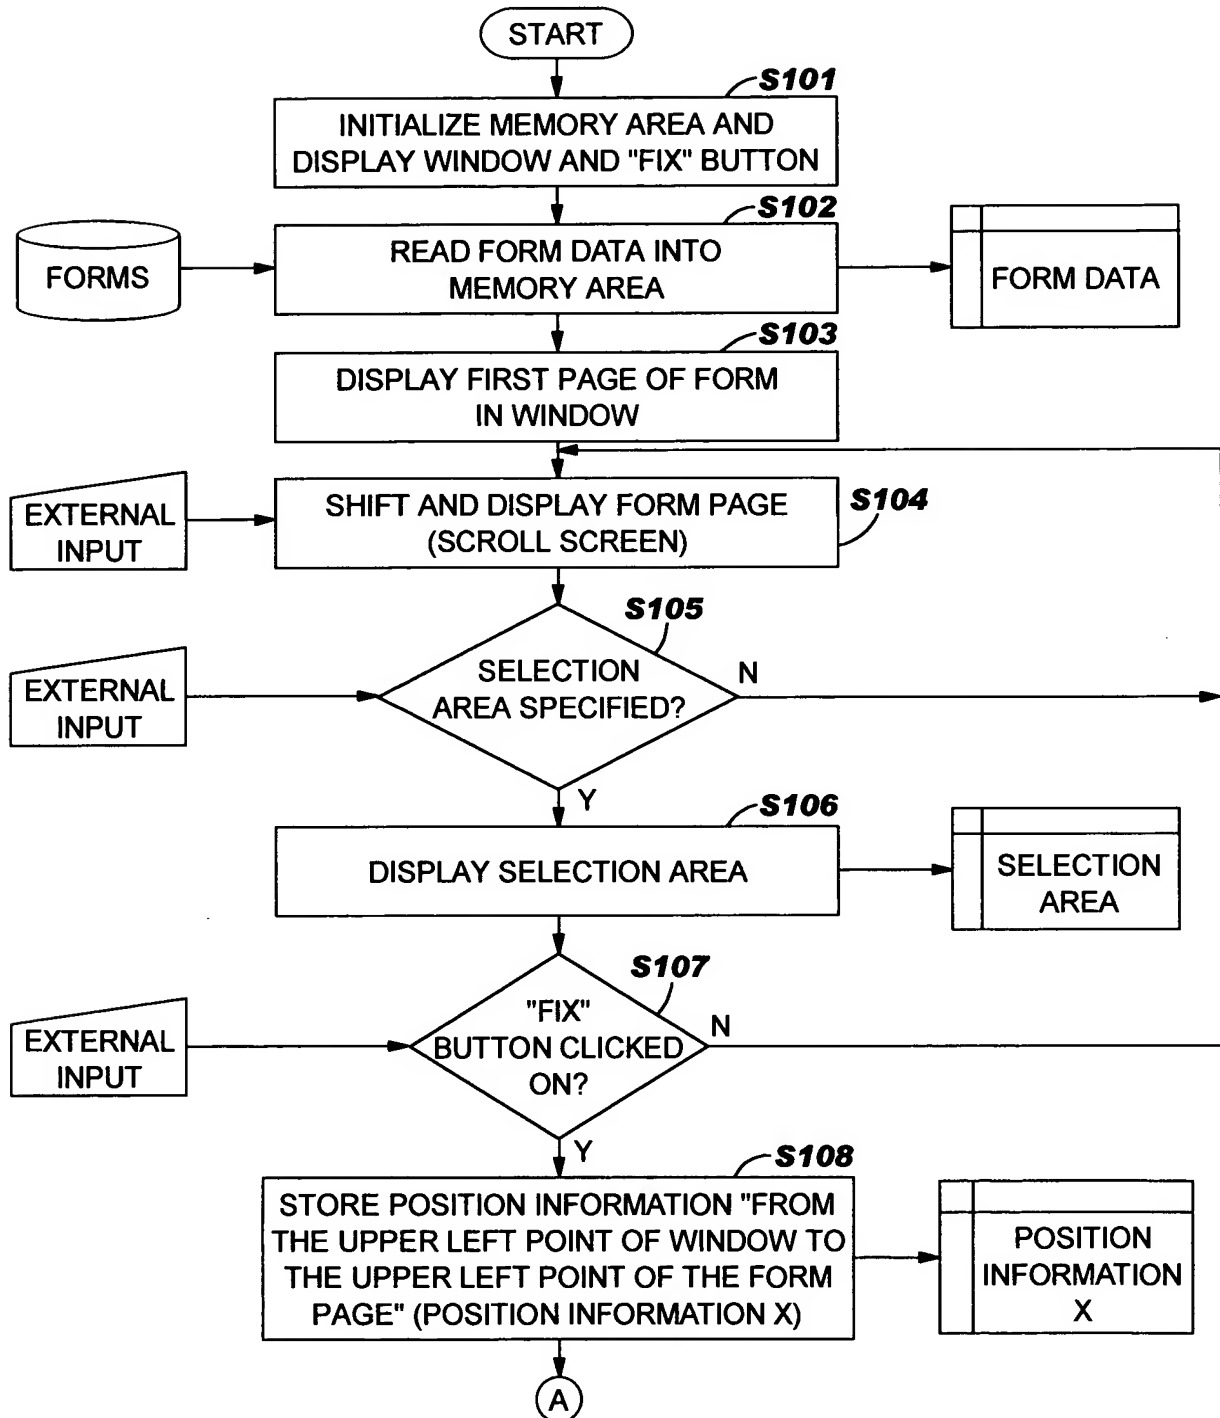 START
S101
INITIALIZE MEMORY AREA AND
DISPLAY WINDOW AND "FIX" BUTTON
S102
FORMS
READ FORM DATA INTO
MEMORY AREA
FORM DATA
S103
DISPLAY FIRST PAGE OF FORM
IN WINDOW
EXTERNAL
INPUT
SHIFT AND DISPLAY FORM PAGE
(SCROLL SCREEN)
S104
S105
EXTERNAL
INPUT
SELECTION
AREA SPECIFIED?
N
Y
S106
DISPLAY SELECTION AREA
SELECTION
AREA
S107
EXTERNAL
INPUT
"FIX"
BUTTON CLICKED
ON?
N
Y
S108
STORE POSITION INFORMATION "FROM
THE UPPER LEFT POINT OF WINDOW TO
THE UPPER LEFT POINT OF THE FORM
PAGE" (POSITION INFORMATION X)
POSITION
INFORMATION
X
A